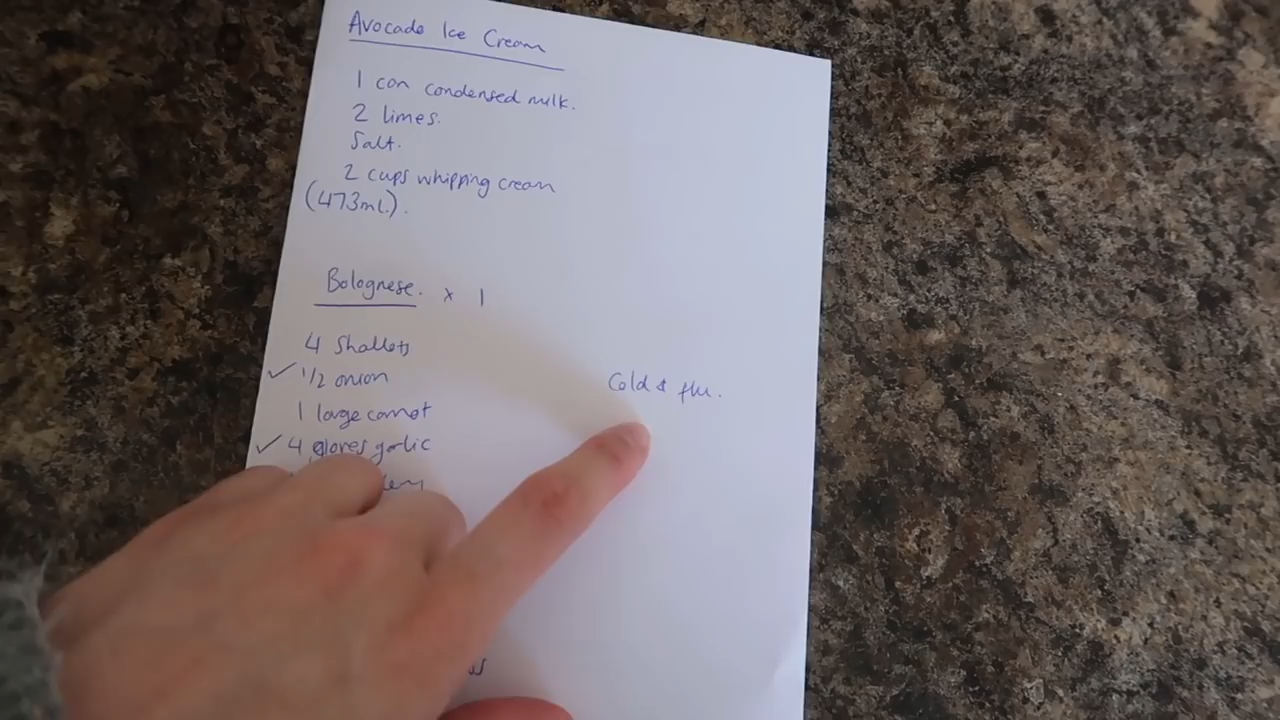 Avocado Ice Cream
1 can condensed milk.
2 limes.
Salt.
2 cups whipping cream
(473ml.).
Bolognese. x 1
4 Shallots
✓ 1/2 onion
1 large carrot
✓ 4 cloves garlic
Cold & flu.